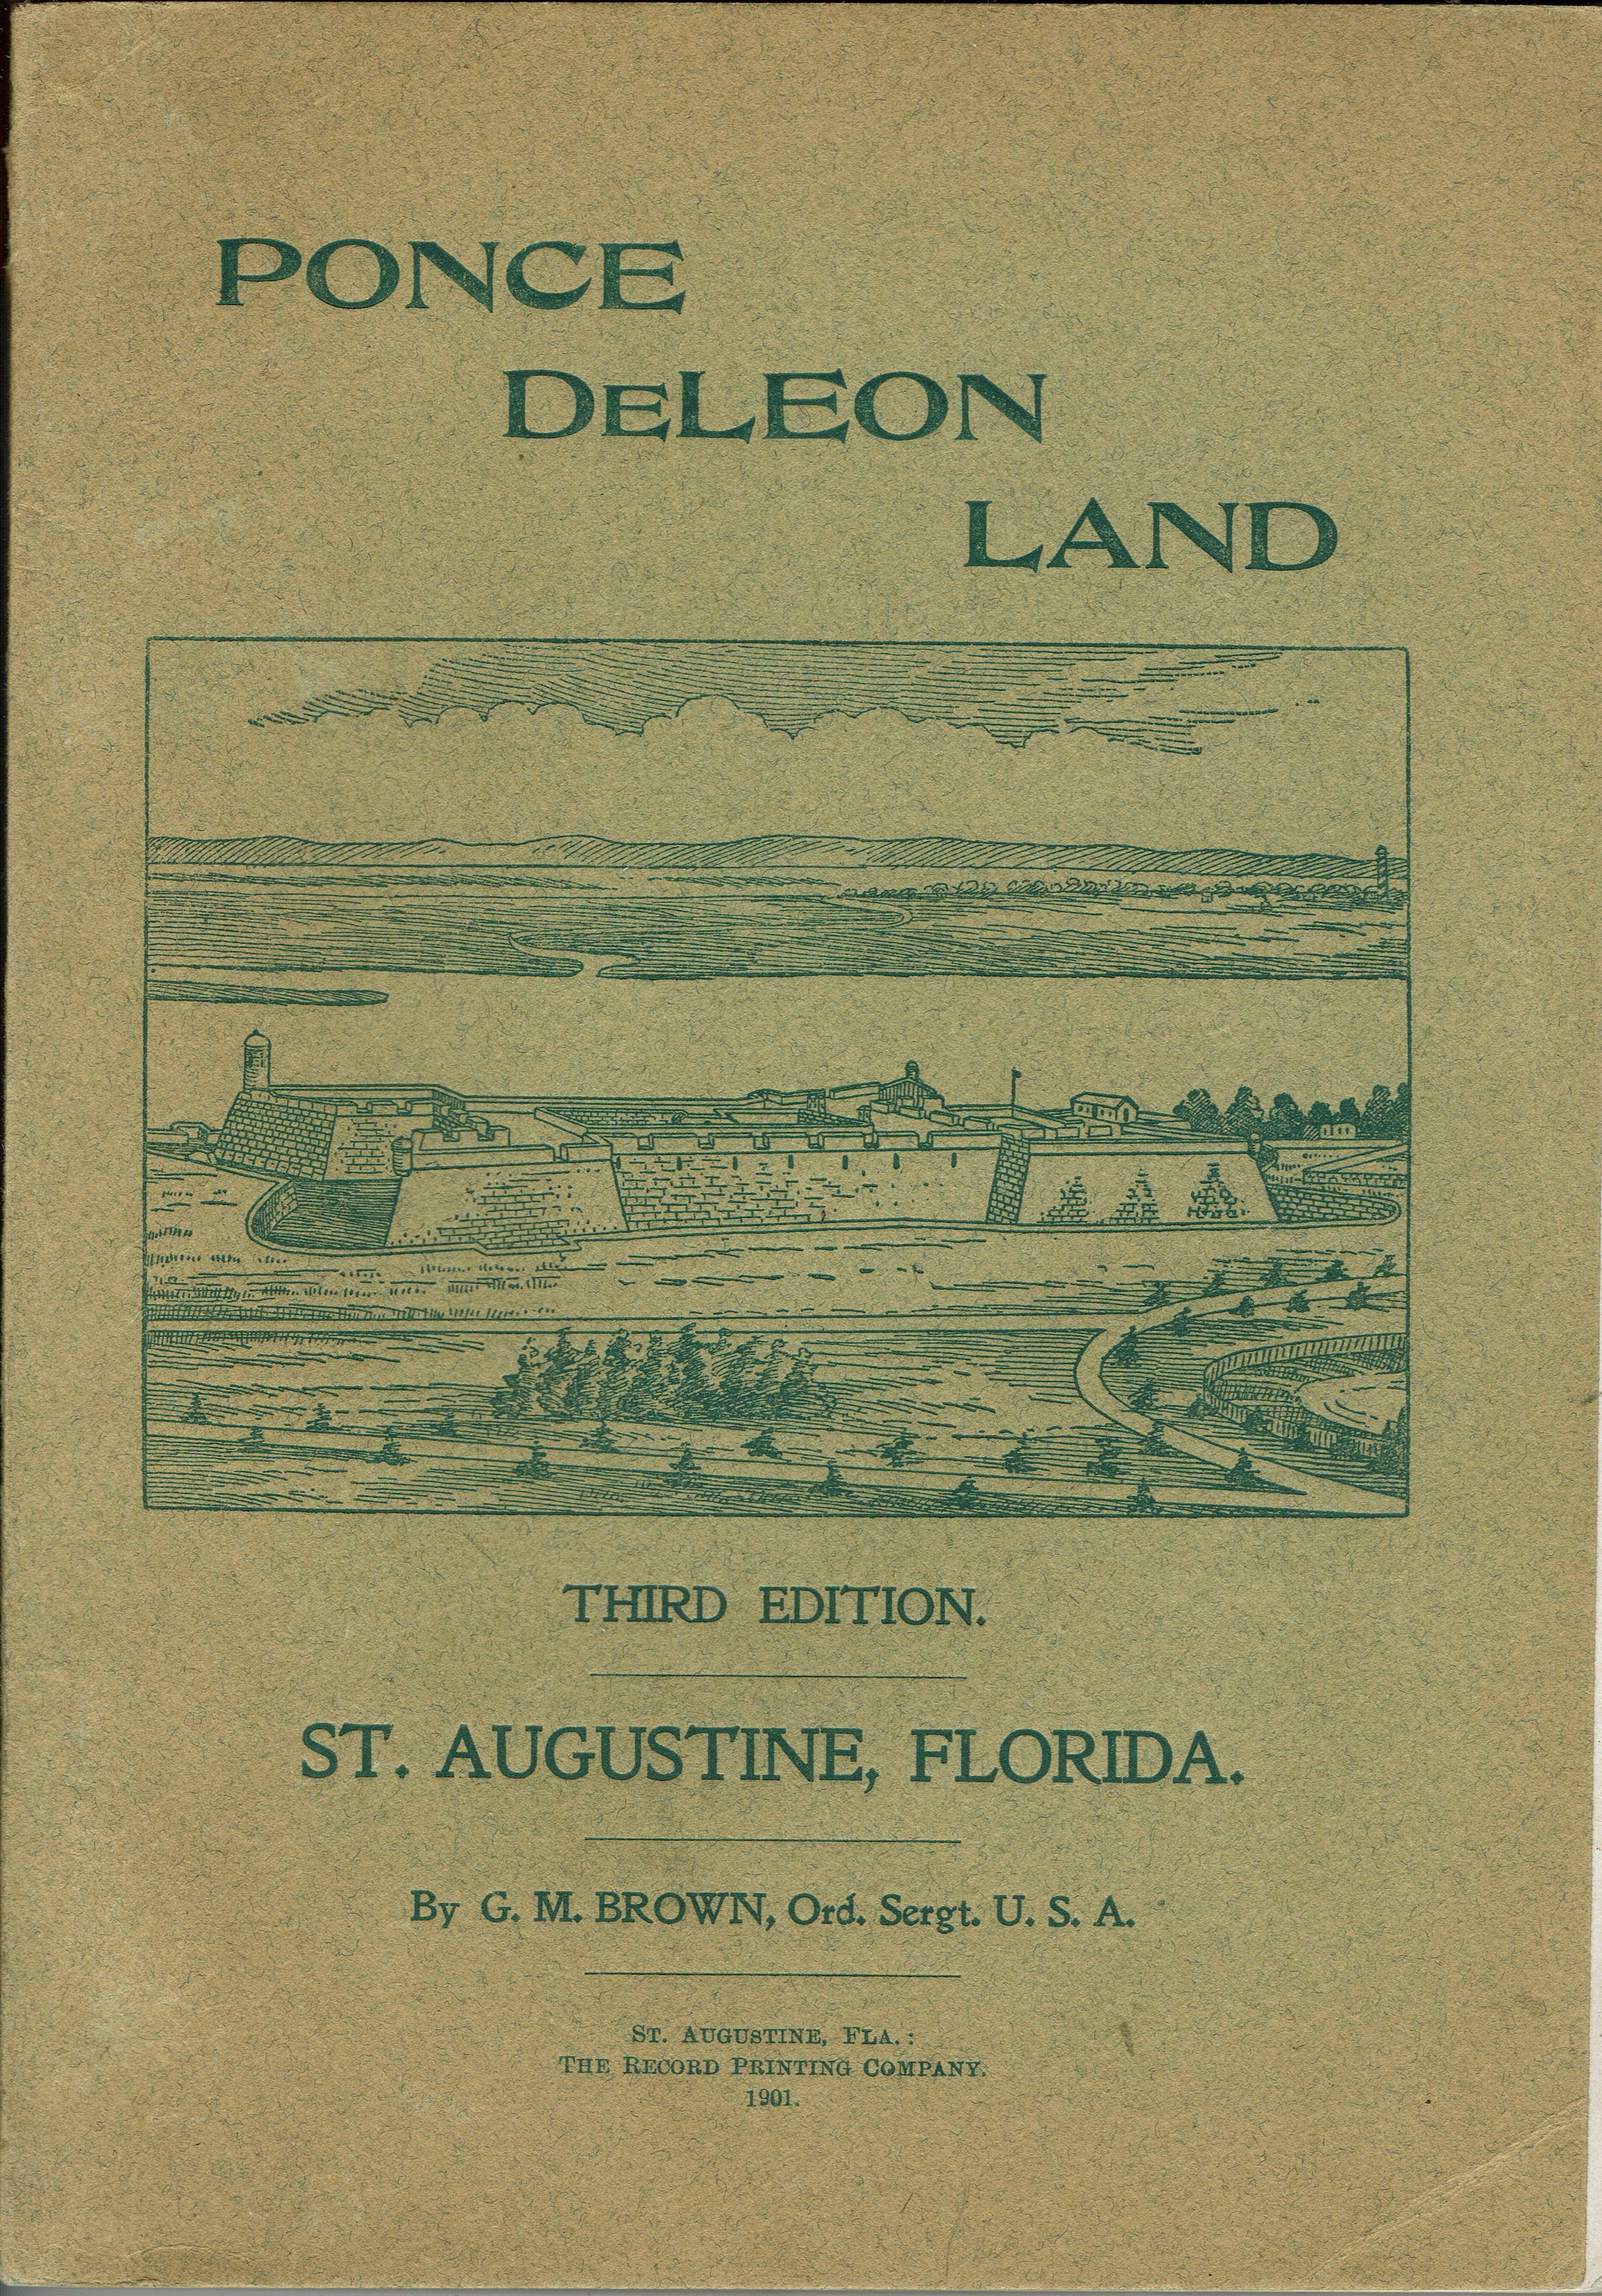 PONCE
DeLEON
LAND
THIRD EDITION.
ST. AUGUSTINE, FLORIDA.
By G. M. BROWN, Ord. Sergt. U. S. A.
ST. AUGUSTINE, FLA.:
THE RECORD PRINTING COMPANY.
1901.